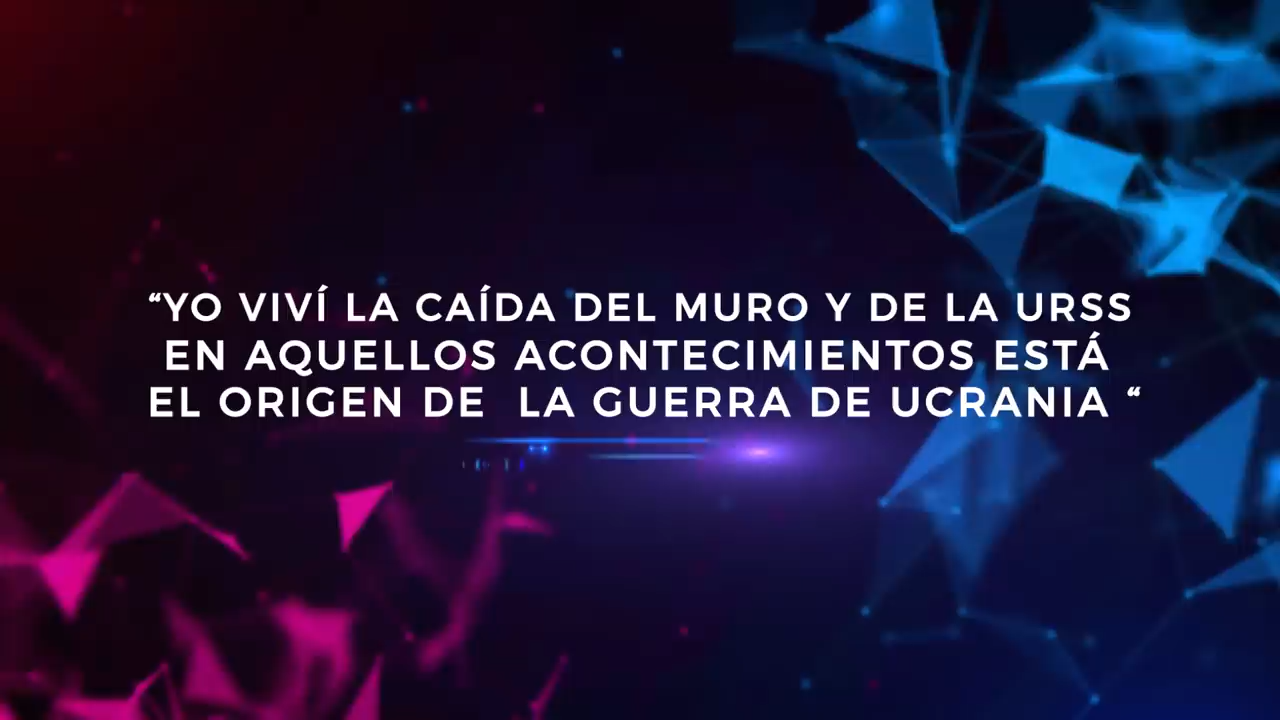 “YO VIVÍ LA CAÍDA DEL MURO Y DE LA URSS
EN AQUELLOS ACONTECIMIENTOS ESTÁ
EL ORIGEN DE  LA GUERRA DE UCRANIA “